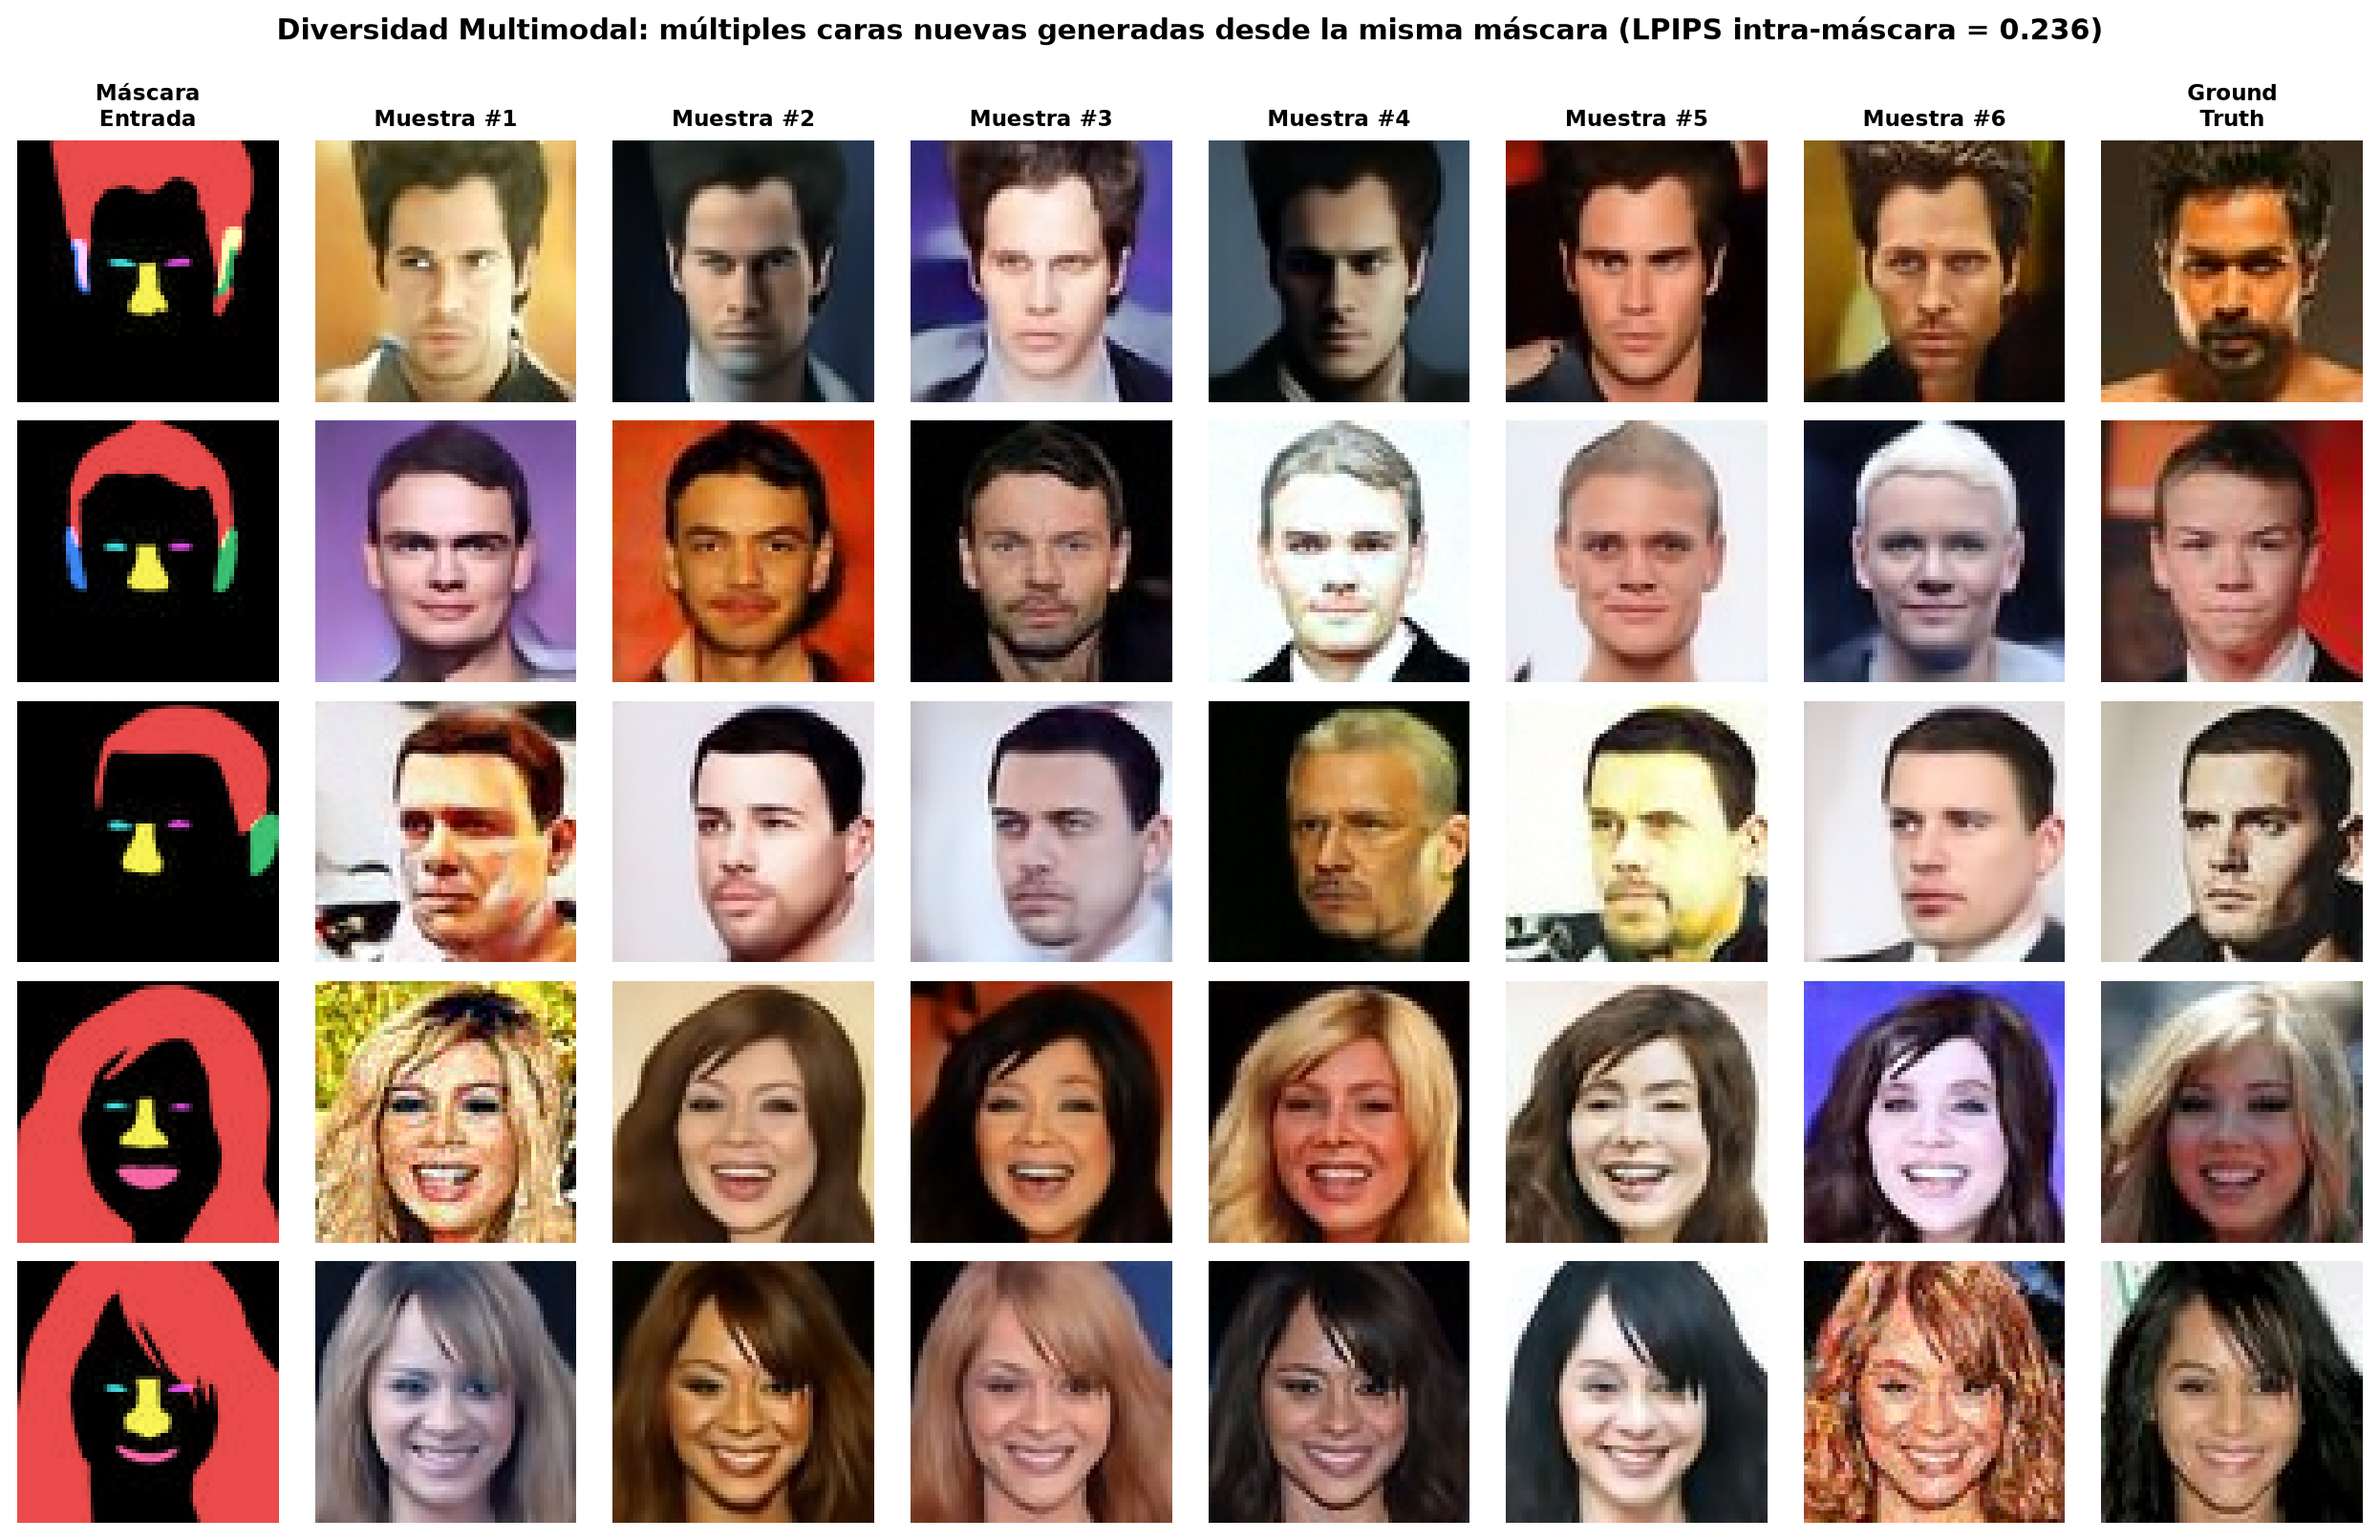 Diversidad Multimodal: múltiples caras nuevas generadas desde la misma máscara (LPIPS intra-máscara = 0.236)
Máscara
Entrada
Muestra #1
Muestra #2
Muestra #3
Muestra #4
Muestra #5
Muestra #6
Ground
Truth